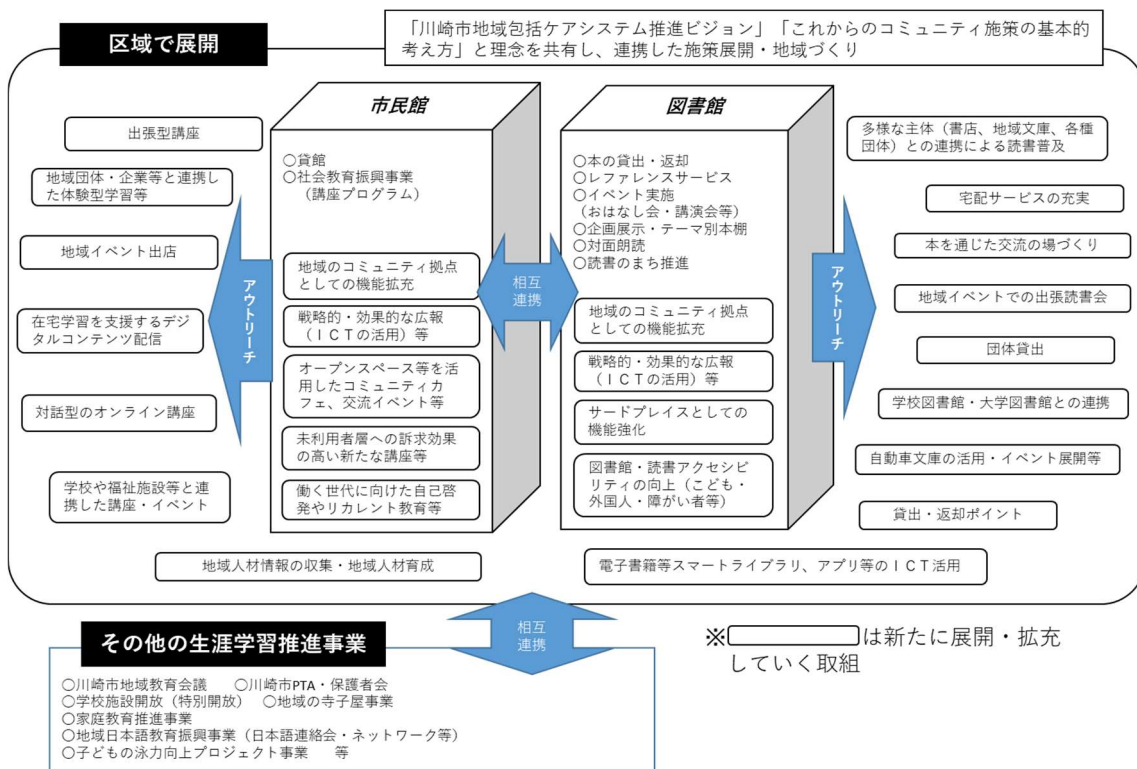 区域で展開
「川崎市地域包括ケアシステム推進ビジョン」「これからのコミュニティ施策の基本的
考え方」と理念を共有し、連携した施策展開・地域づくり
出張型講座
地域団体・企業等と連携し
た体験型学習等
地域イベント出店
在宅学習を支援するデジ
タルコンテンツ配信
対話型のオンライン講座
学校や福祉施設等と連
携した講座・イベント
アウトリーチ
市民館
○貸館
○社会教育振興事業
（講座プログラム）
地域のコミュニティ拠点
としての機能拡充
戦略的・効果的な広報
（ＩＣＴの活用）等
オープンスペース等を活
用したコミュニティカ
フェ、交流イベント等
未利用者層への訴求効果
の高い新たな講座等
働く世代に向けた自己啓
発やリカレント教育等
相互
連携
図書館
○本の貸出・返却
○レファレンスサービス
○イベント実施
（おはなし会・講演会等）
○企画展示・テーマ別本棚
○対面朗読
○読書のまち推進
地域のコミュニティ拠点
としての機能拡充
戦略的・効果的な広報
（ＩＣＴの活用）等
サードプレイスとしての
機能強化
図書館・読書アクセシビ
リティの向上（こども・
外国人・障がい者等）
アウトリーチ
多様な主体（書店、地域文庫、各種
団体）との連携による読書普及
宅配サービスの充実
本を通じた交流の場づくり
地域イベントでの出張読書会
団体貸出
学校図書館・大学図書館との連携
自動車文庫の活用・イベント展開等
貸出・返却ポイント
地域人材情報の収集・地域人材育成
電子書籍等スマートライブラリ、アプリ等のＩＣＴ活用
相互
連携
その他の生涯学習推進事業
○川崎市地域教育会議　○川崎市PTA・保護者会
○学校施設開放（特別開放）　○地域の寺子屋事業
○家庭教育推進事業
○地域日本語教育振興事業（日本語連絡会・ネットワーク等）
○子どもの泳力向上プロジェクト事業　等
※　　　　　は新たに展開・拡充
していく取組